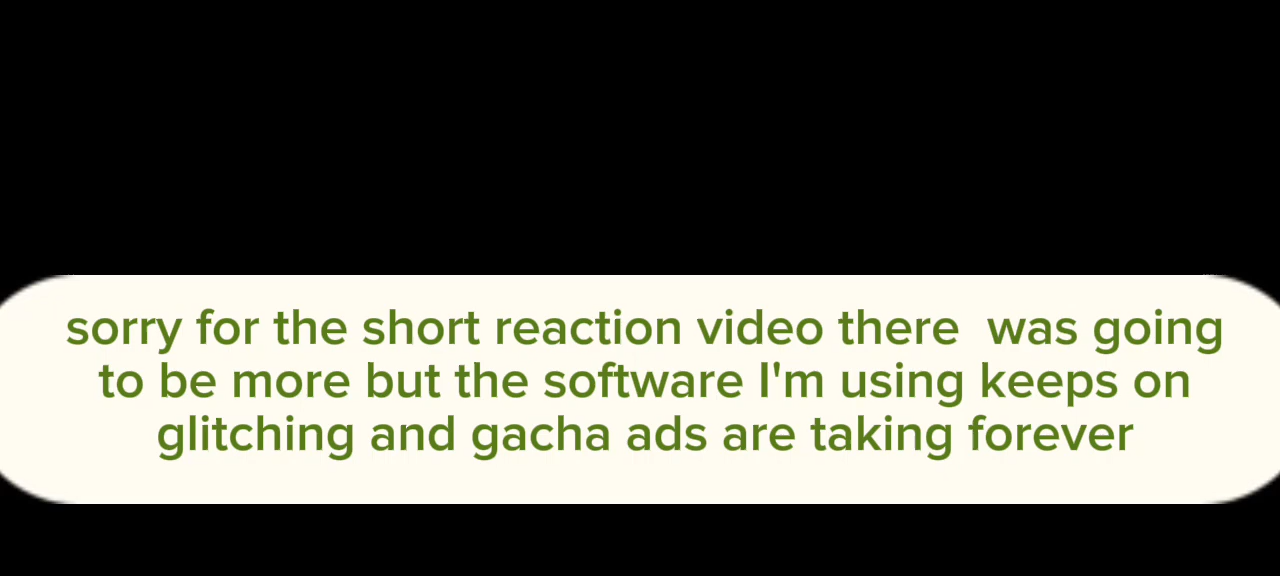 sorry for the short reaction video there  was going
to be more but the software I'm using keeps on
glitching and gacha ads are taking forever